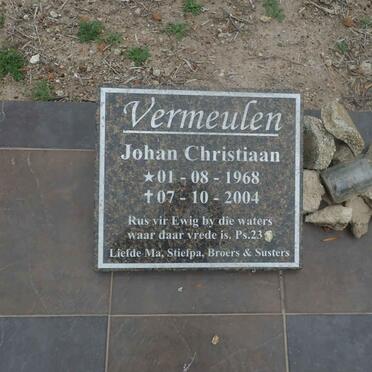 Vermeulen
Johan Christiaan
★01 - 08 - 1968
✝07 - 10 - 2004
Rus vir Ewig by die waters
waar daar vrede is. Ps.23
Liefde Ma, Stiefpa, Broers & Susters